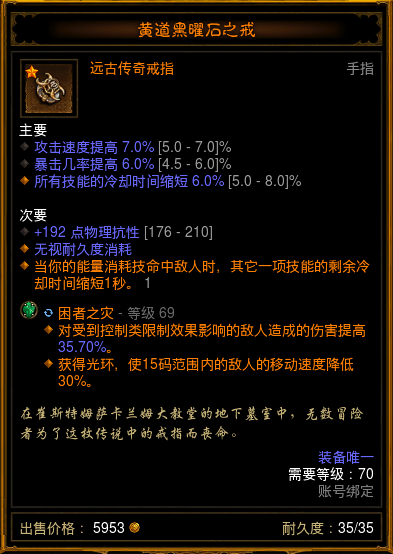 黄道黑曜石之戒
远古传奇戒指 手指
主要
攻击速度提高 7.0% [5.0 - 7.0]%
暴击几率提高 6.0% [4.5 - 6.0]%
所有技能的冷却时间缩短 6.0% [5.0 - 8.0]%
次要
+192 点物理抗性 [176 - 210]
无视耐久度消耗
当你的能量消耗技命中敌人时，其它一项技能的剩余冷
却时间缩短1秒。 1
困者之灾 - 等级 69
对受到控制类限制效果影响的敌人造成的伤害提高
35.70%。
获得光环，使15码范围内的敌人的移动速度降低
30%。
在崔斯特姆萨卡兰姆大教堂的地下墓室中，无数冒险
者为了这枚传说中的戒指而丧命。
装备唯一
需要等级：70
账号绑定
出售价格： 5953 耐久度：35/35